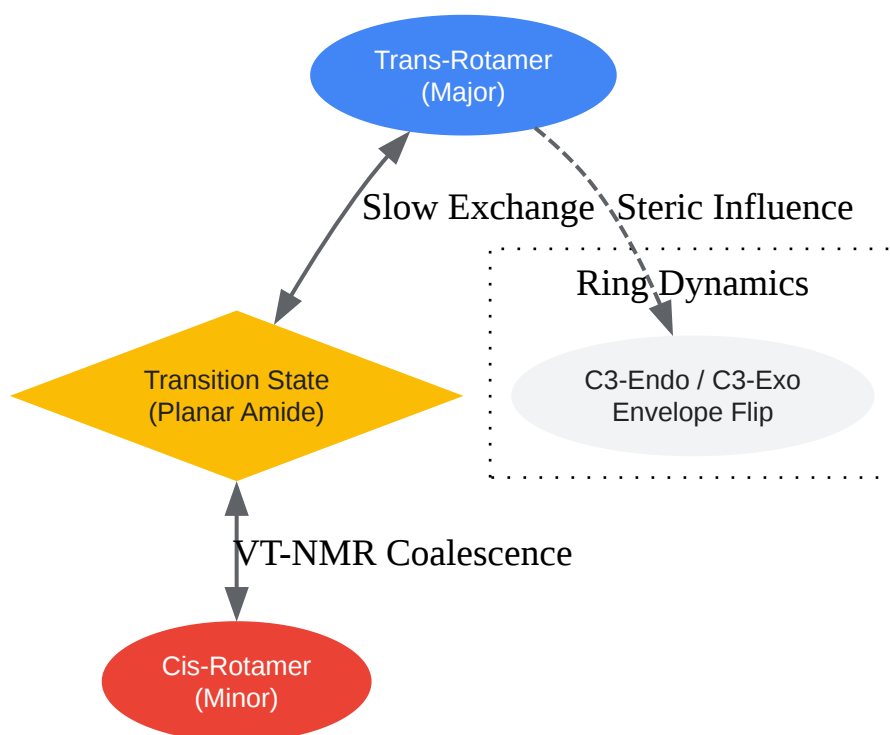 Trans-Rotamer
(Major)
Slow Exchange
Steric Influence
Ring Dynamics
Transition State
(Planar Amide)
C3-Endo / C3-Exo
Envelope Flip
VT-NMR Coalescence
Cis-Rotamer
(Minor)